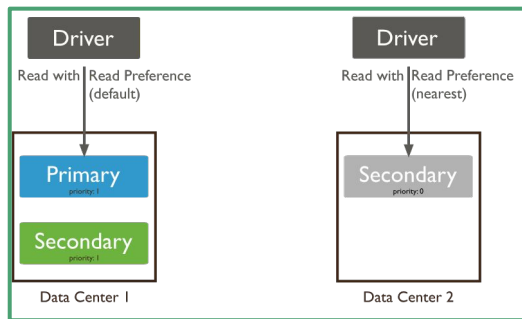 Driver
Read with Read Preference
(default)
Primary
priority: 1
Secondary
priority: 1
Data Center 1
Driver
Read with Read Preference
(nearest)
Secondary
priority: 0
Data Center 2